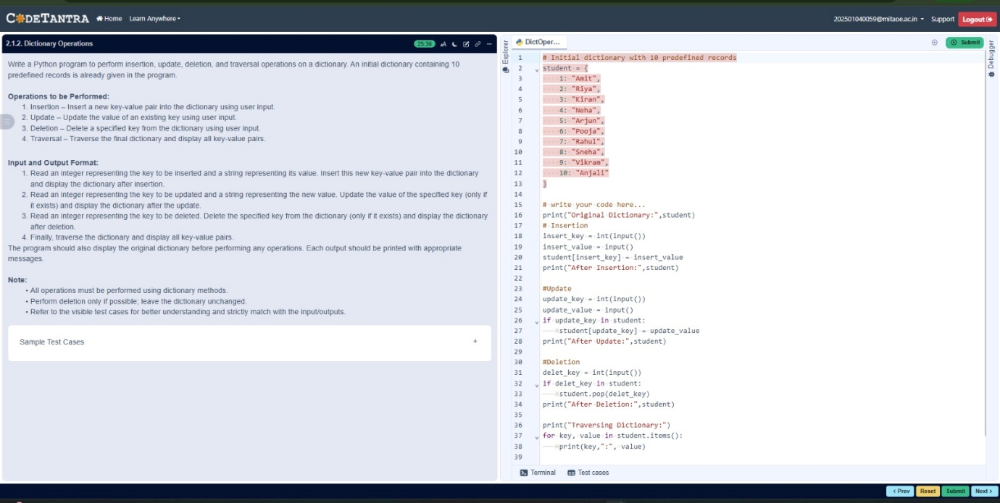 CODETANTRA Home Learn Anywhere 202501040059@mitaoe.ac.in Support Logout
2.1.2. Dictionary Operations 25:36
Write a Python program to perform insertion, update, deletion, and traversal operations on a dictionary. An initial dictionary containing 10
predefined records is already given in the program.
Operations to be Performed:
1. Insertion – Insert a new key-value pair into the dictionary using user input.
2. Update – Update the value of an existing key using user input.
3. Deletion – Delete a specified key from the dictionary using user input.
4. Traversal – Traverse the final dictionary and display all key-value pairs.
Input and Output Format:
1. Read an integer representing the key to be inserted and a string representing its value. Insert this new key-value pair into the dictionary
and display the dictionary after insertion.
2. Read an integer representing the key to be updated and a string representing the new value. Update the value of the specified key (only if
it exists) and display the dictionary after the update.
3. Read an integer representing the key to be deleted. Delete the specified key from the dictionary (only if it exists) and display the dictionary
after deletion.
4. Finally, traverse the dictionary and display all key-value pairs.
The program should also display the original dictionary before performing any operations. Each output should be printed with appropriate
messages.
Note:
• All operations must be performed using dictionary methods.
• Perform deletion only if possible; leave the dictionary unchanged.
• Refer to the visible test cases for better understanding and strictly match with the input/outputs.
Sample Test Cases +
Explorer
DictOper... Submit
Debugger
1 # Initial dictionary with 10 predefined records
2 student = {
3 1: "Amit",
4 2: "Riya",
5 3: "Kiran",
6 4: "Neha",
7 5: "Arjun",
8 6: "Pooja",
9 7: "Rahul",
10 8: "Sneha",
11 9: "Vikram",
12 10: "Anjali"
13 }
14
15 # write your code here...
16 print("Original Dictionary:",student)
17 # Insertion
18 insert_key = int(input())
19 insert_value = input()
20 student[insert_key] = insert_value
21 print("After Insertion:",student)
22
23 #Update
24 update_key = int(input())
25 update_value = input()
26 if update_key in student:
27 student[update_key] = update_value
28 print("After Update:",student)
29
30 #Deletion
31 delet_key = int(input())
32 if delet_key in student:
33 student.pop(delet_key)
34 print("After Deletion:",student)
35
36 print("Traversing Dictionary:")
37 for key, value in student.items():
38 print(key,":", value)
39
Terminal Test cases
< Prev Reset Submit Next >